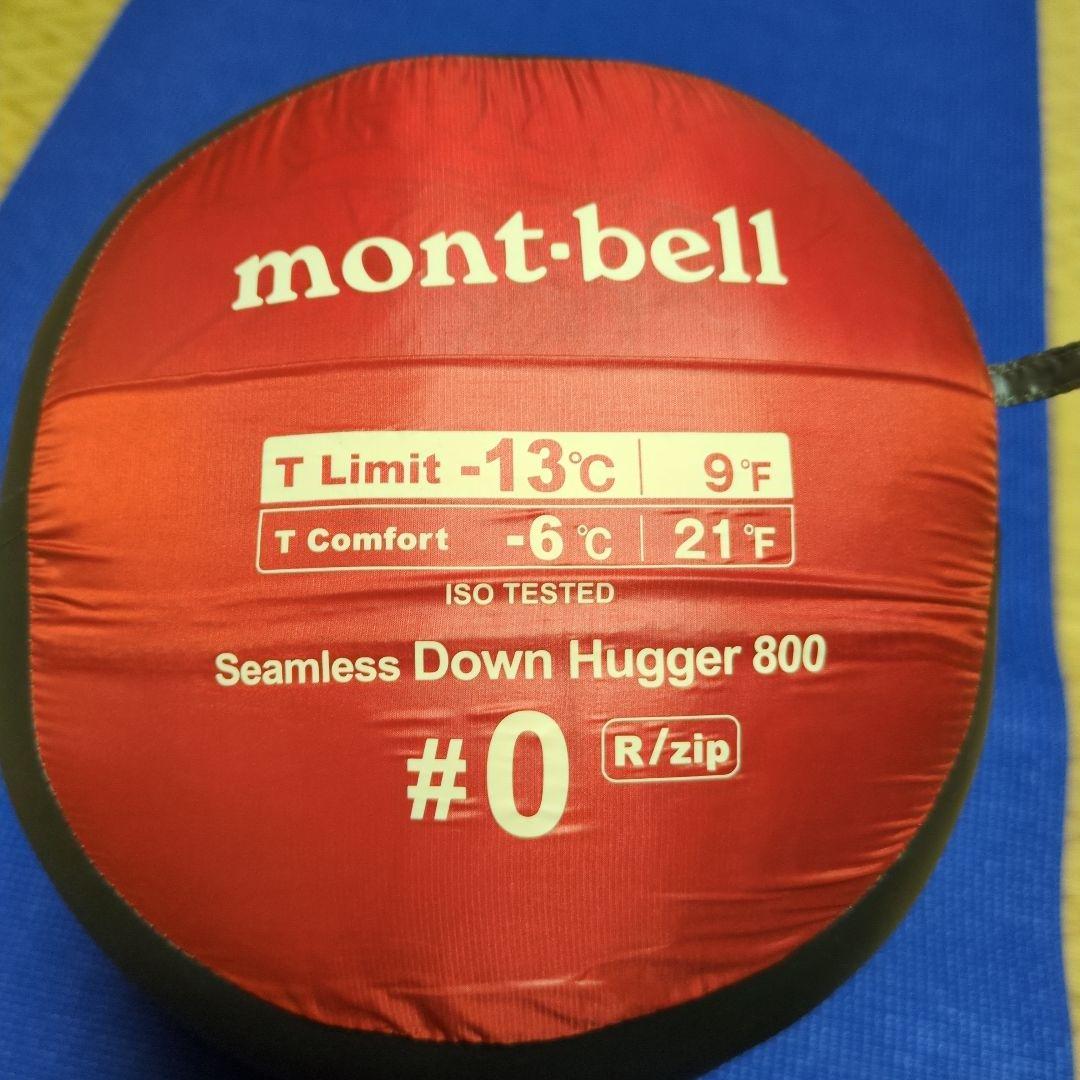 mont-bell
T Limit -13℃ 9°F
T Comfort -6℃ 21°F
ISO TESTED
Seamless Down Hugger 800
#0 R/zip